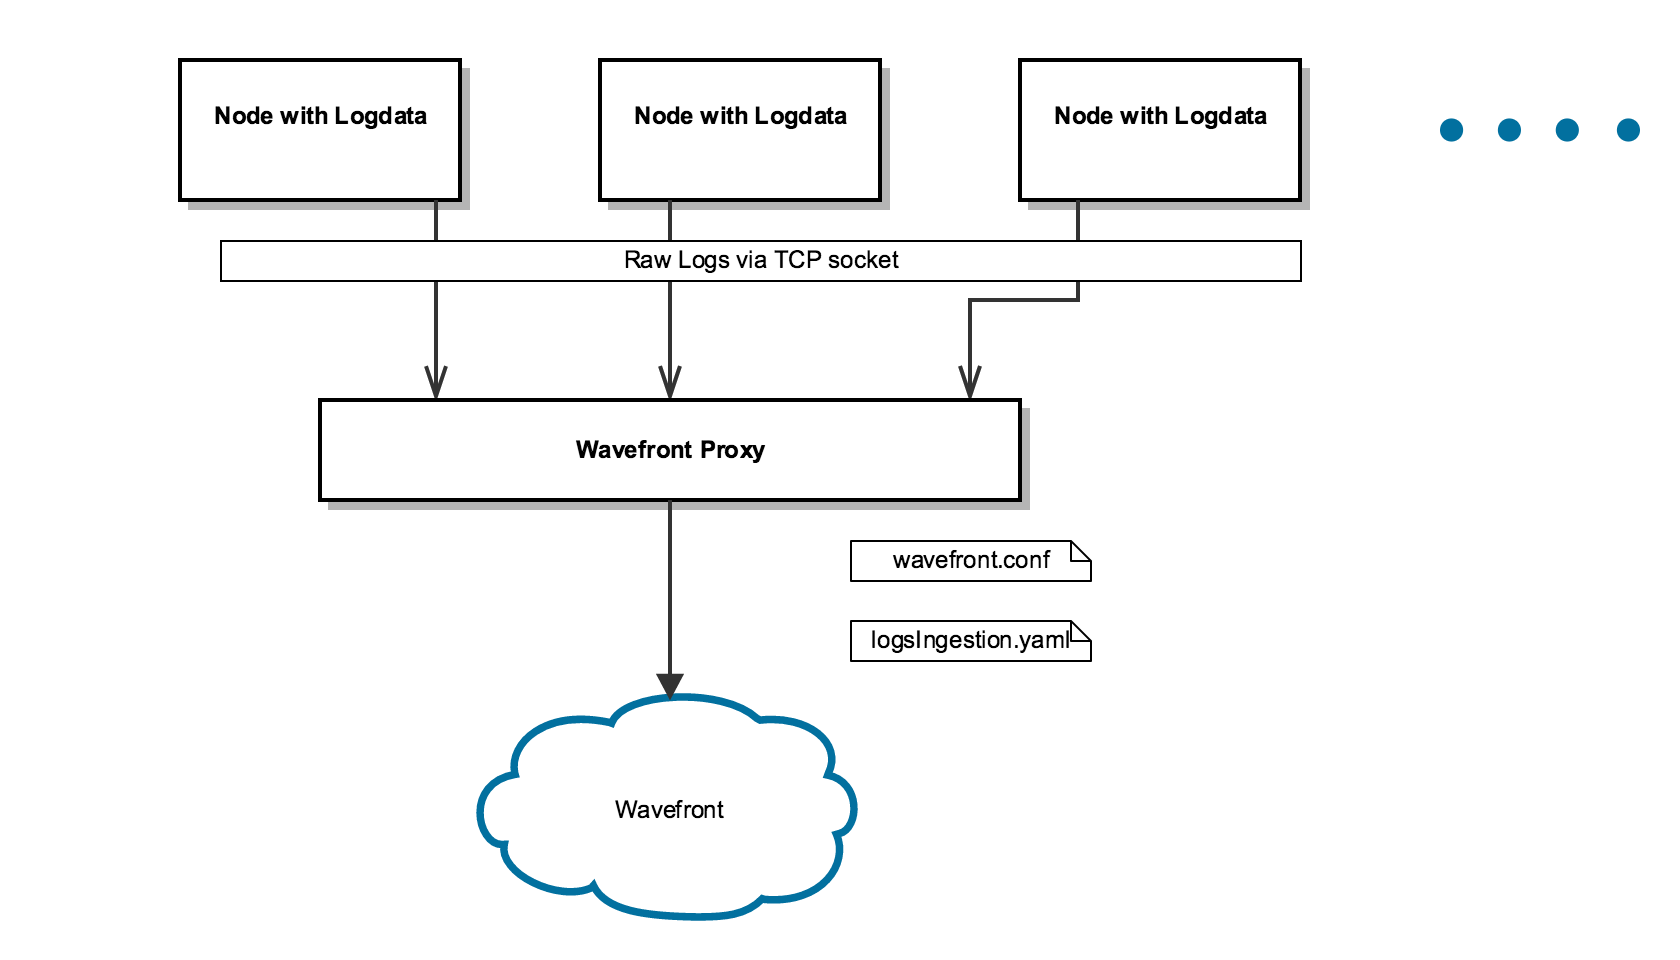 Node with Logdata
Node with Logdata
Node with Logdata
Raw Logs via TCP socket
Wavefront Proxy
wavefront.conf
logsIngestion.yaml
Wavefront